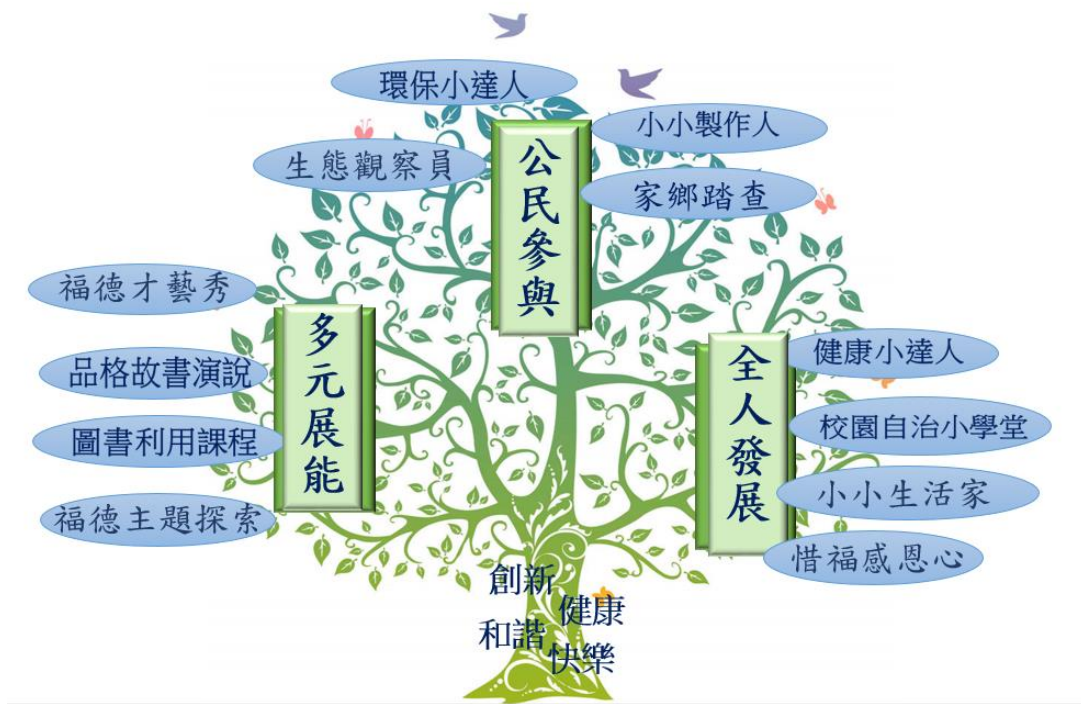 環保小達人
小小製作人
生態觀察員
家鄉踏查
公民參與
福德才藝秀
品格故書演說
圖書利用課程
福德主題探索
多元展能
全人發展
健康小達人
校園自治小學堂
小小生活家
惜福感恩心
創新
健康
和諧
快樂